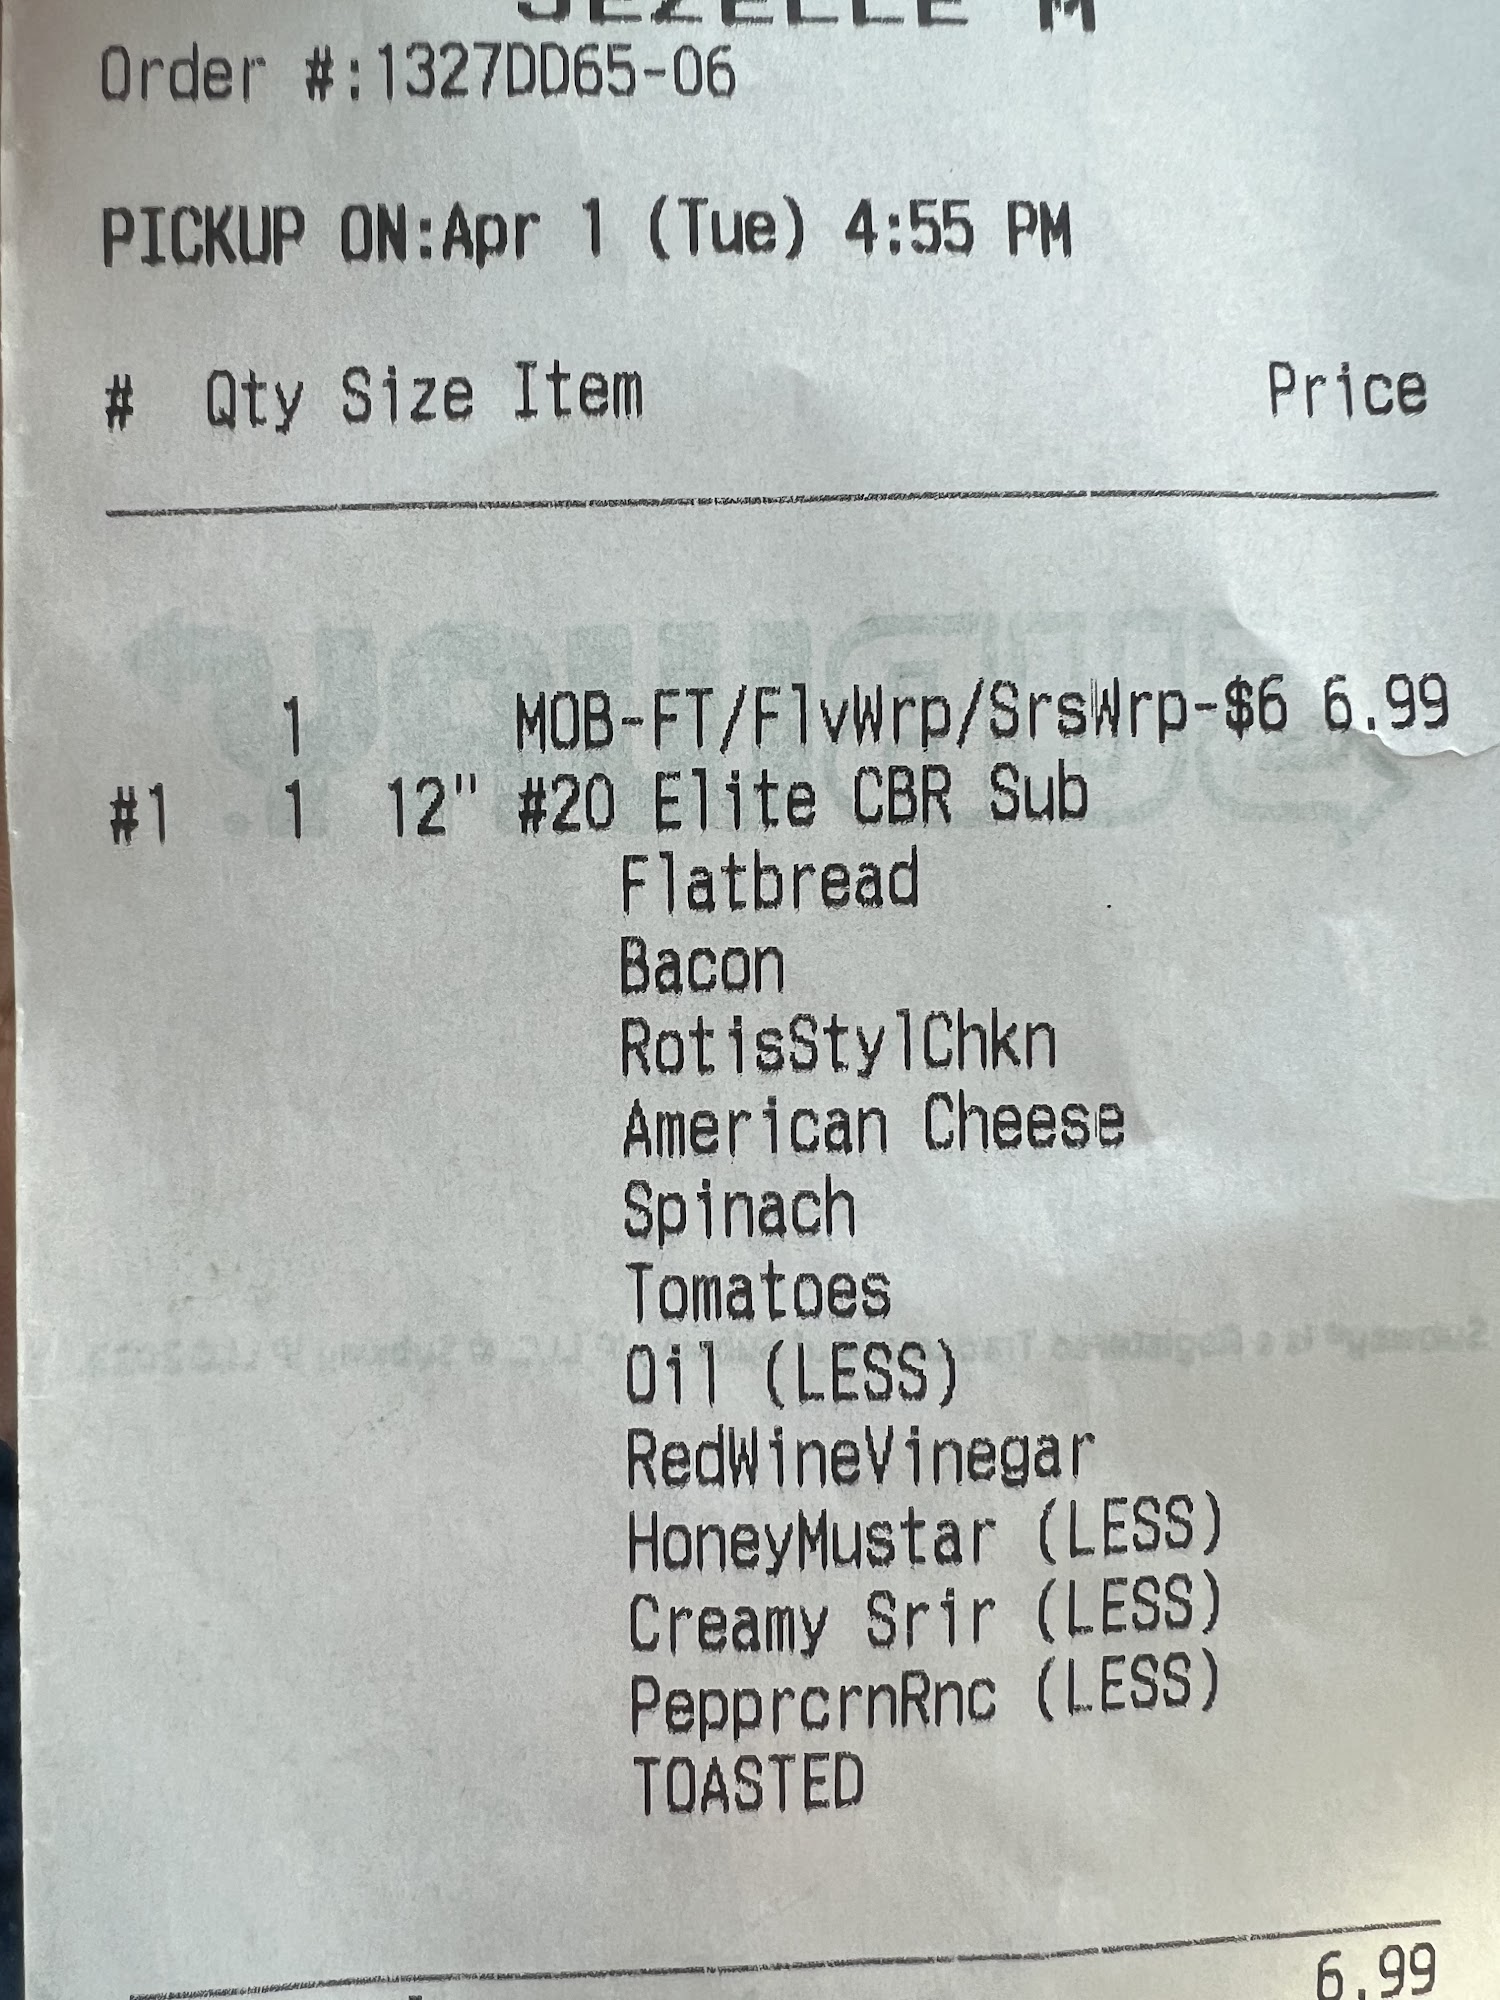 JEZELLE M
Order #:1327DD65-06
PICKUP ON:Apr 1 (Tue) 4:55 PM
# Qty Size Item Price
1 MOB-FT/FlvWrp/SrsWrp-$6 6.99
#1 1 12" #20 Elite CBR Sub
Flatbread
Bacon
RotisStylChkn
American Cheese
Spinach
Tomatoes
Oil (LESS)
RedWineVinegar
HoneyMustar (LESS)
Creamy Srir (LESS)
PepprcrnRnc (LESS)
TOASTED
6.99